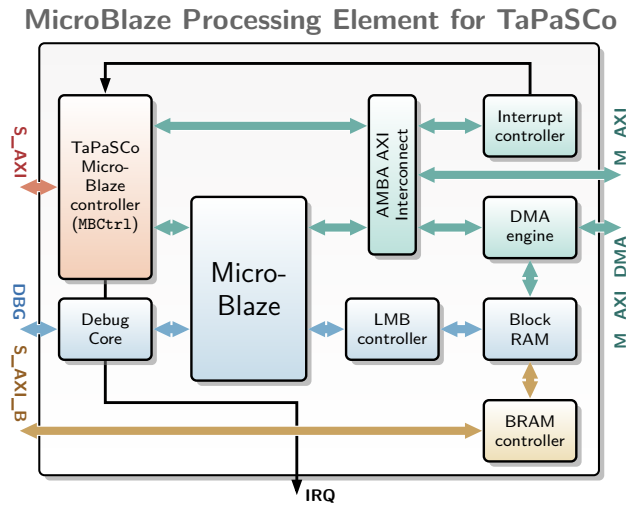 MicroBlaze Processing Element for TaPaSCo
TaPaSCo
Micro-
Blaze
controller
(MBCtrl)
AMBA AXI
Interconnect
Interrupt
controller
S_AXI
M_AXI
Micro-
Blaze
DMA
engine
M_AXI_DMA
DBG
Debug
Core
LMB
controller
Block
RAM
S_AXI_B
BRAM
controller
IRQ